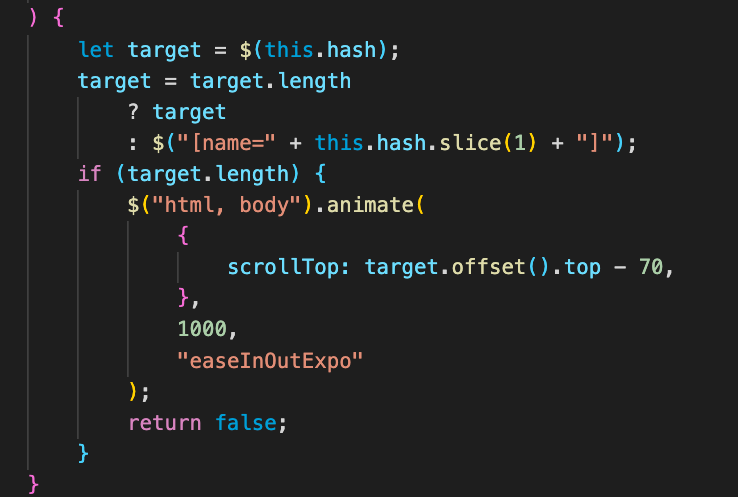 ) {
let target = $(this.hash);
target = target.length
? target
: $("[name=" + this.hash.slice(1) + "]");
if (target.length) {
$("html, body").animate(
{
scrollTop: target.offset().top - 70,
},
1000,
"easeInOutExpo"
);
return false;
}
}